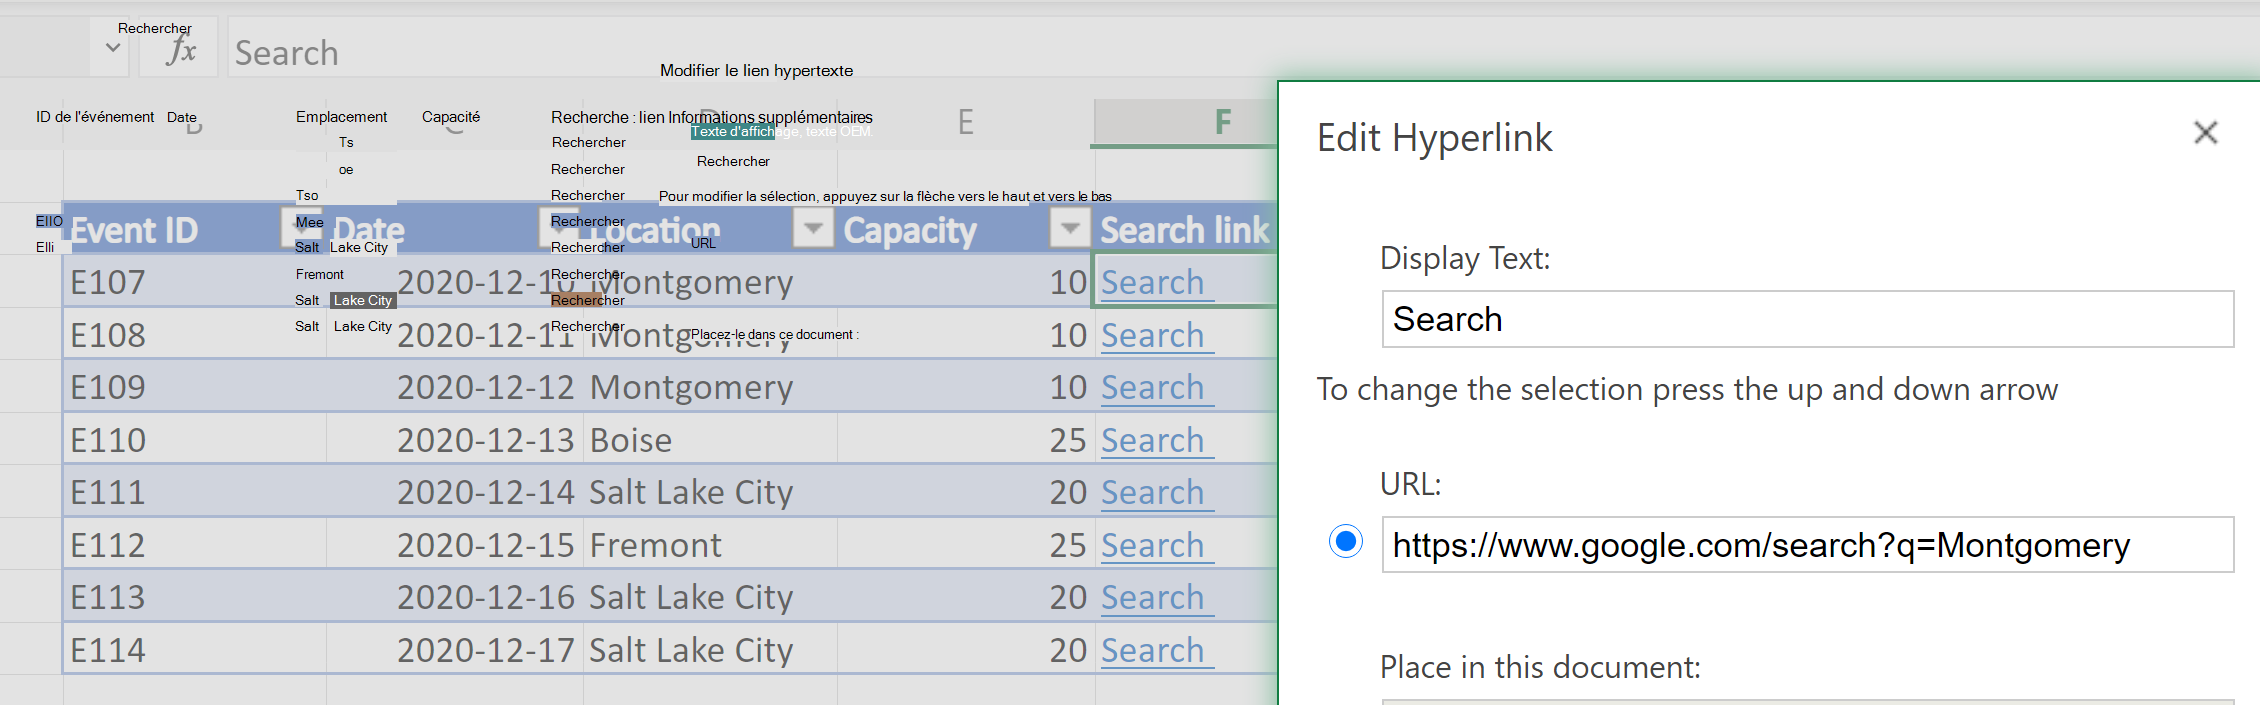 Rechercher
fx Search
Modifier le lien hypertexte
ID de l'événement Date Emplacement Capacité Recherche : lien Informations supplémentaires
B C D E F
Texte d'affichage, texte OEM.
Ts Rechercher
oe Rechercher Rechercher
Tso Rechercher Pour modifier la sélection, appuyez sur la flèche vers le haut et vers le bas
EIIO Mee Rechercher
Elli Salt Lake City Rechercher URL
Fremont Rechercher
Salt Lake City Rechercher
Salt Lake City Rechercher Placez-le dans ce document :
Event ID Date Location Capacity Search link
E107 2020-12-10 Montgomery 10 Search
E108 2020-12-11 Montgomery 10 Search
E109 2020-12-12 Montgomery 10 Search
E110 2020-12-13 Boise 25 Search
E111 2020-12-14 Salt Lake City 20 Search
E112 2020-12-15 Fremont 25 Search
E113 2020-12-16 Salt Lake City 20 Search
E114 2020-12-17 Salt Lake City 20 Search
Edit Hyperlink
Display Text:
Search
To change the selection press the up and down arrow
URL:
https://www.google.com/search?q=Montgomery
Place in this document: